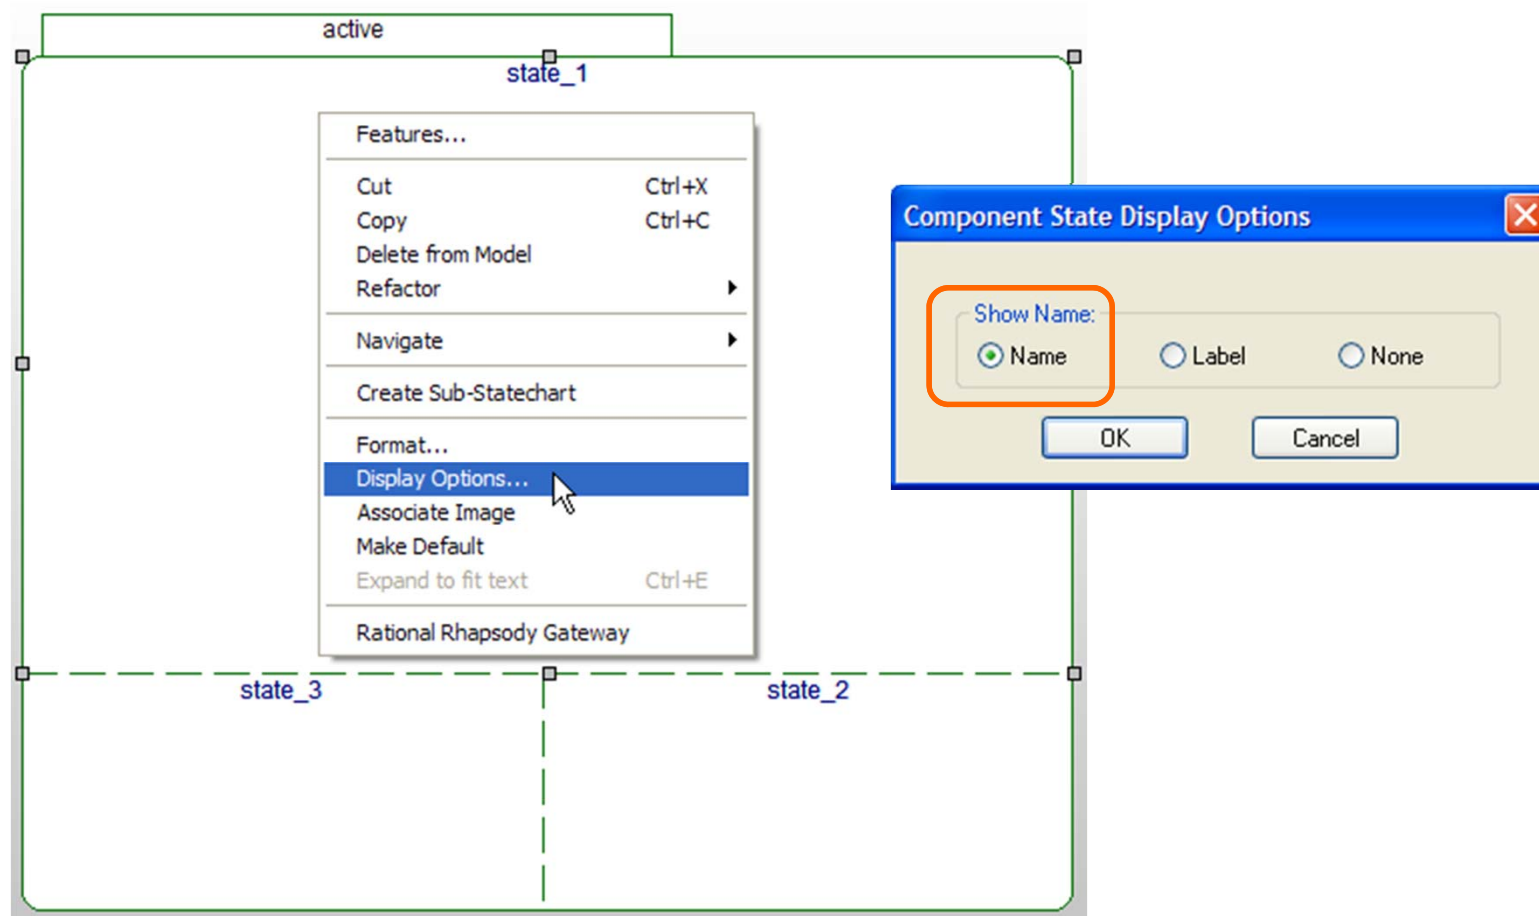 active
state_1
Features...
Cut Ctrl+X
Copy Ctrl+C
Delete from Model
Refactor
Navigate
Create Sub-Statechart
Format...
Display Options...
Associate Image
Make Default
Expand to fit text Ctrl+E
Rational Rhapsody Gateway
Component State Display Options
Show Name:
Name Label None
OK Cancel
state_3 state_2